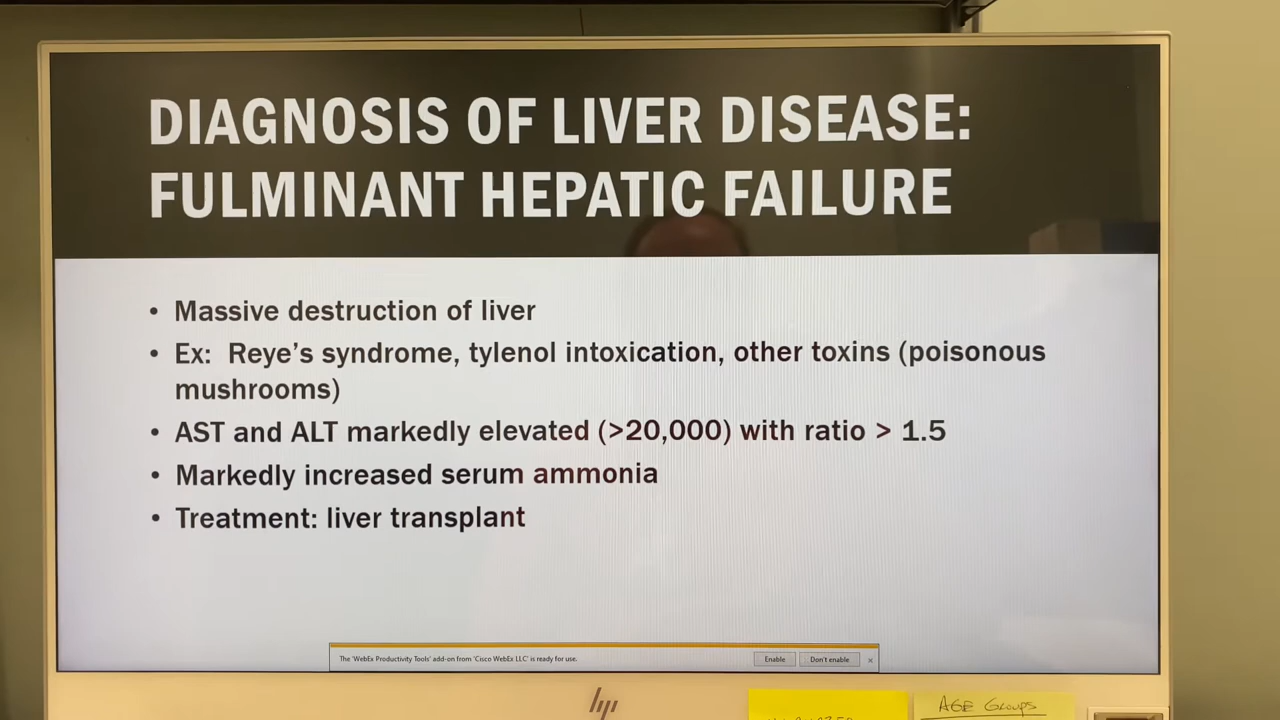 DIAGNOSIS OF LIVER DISEASE:
FULMINANT HEPATIC FAILURE
• Massive destruction of liver
• Ex: Reye's syndrome, tylenol intoxication, other toxins (poisonous
mushrooms)
• AST and ALT markedly elevated (>20,000) with ratio > 1.5
• Markedly increased serum ammonia
• Treatment: liver transplant
The 'WebEx Productivity Tools' add-on from 'Cisco WebEx LLC' is ready for use.
Enable
Don't enable
×
hp
AGE GROUPS